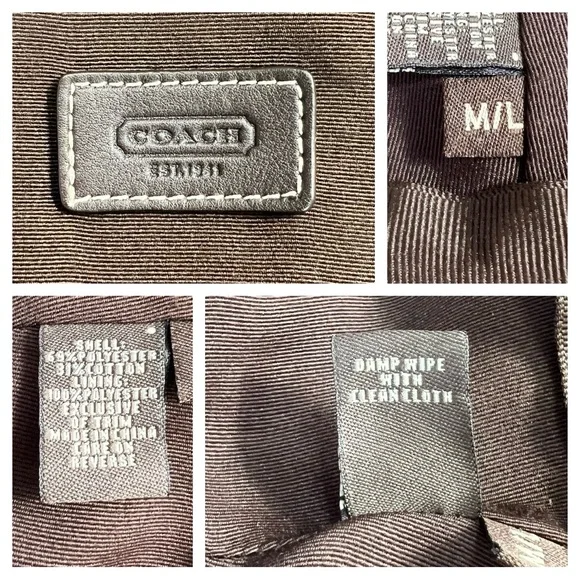 COACH
EST. 1941
M/L
SHELL:
69%POLYESTER
31%COTTON
LINING:
100%POLYESTER
EXCLUSIVE
OF TRIM
MADE IN CHINA
CARE ON
REVERSE
DAMP WIPE
WITH
CLEAN CLOTH